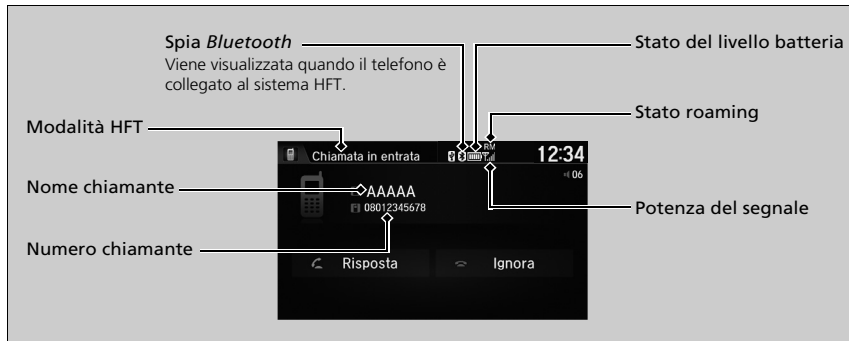 Spia Bluetooth
Viene visualizzata quando il telefono è
collegato al sistema HFT.
Stato del livello batteria
Stato roaming
Modalità HFT
RM
Chiamata in entrata
12:34
06
Nome chiamante
AAAAA
08012345678
Potenza del segnale
Numero chiamante
Risposta
Ignora